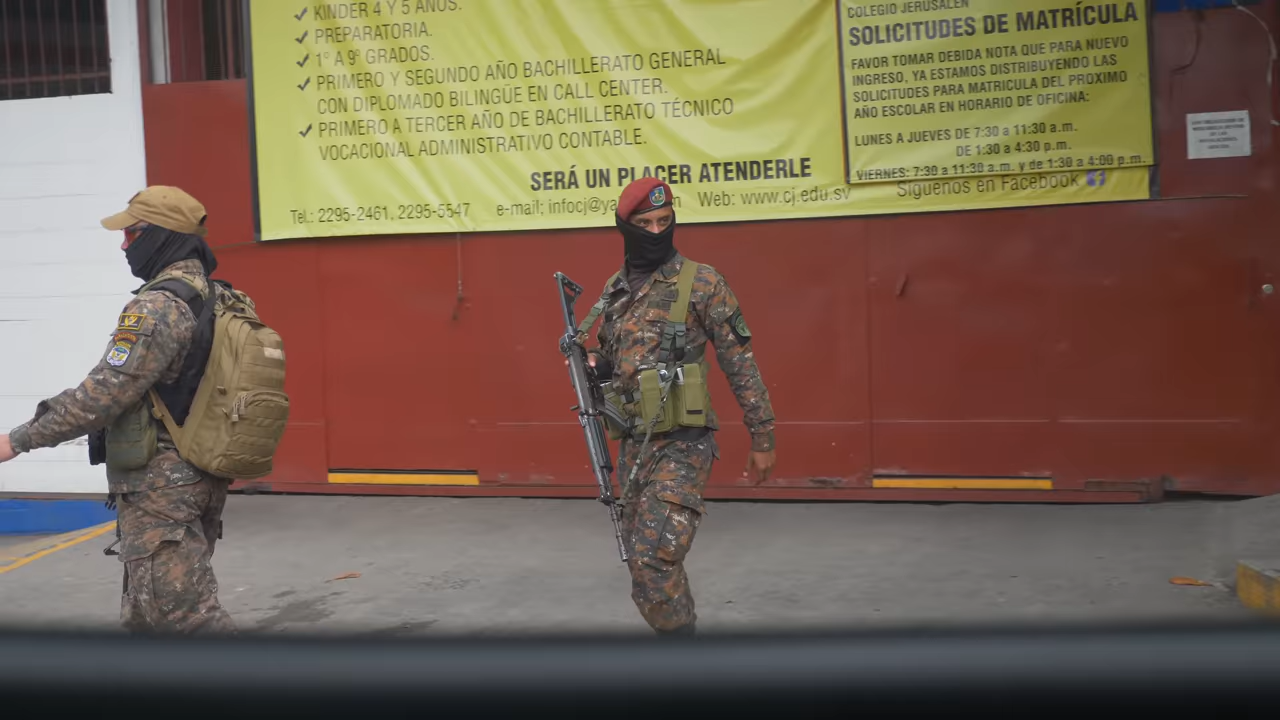 KINDER 4 Y 5 AÑOS.
PREPARATORIA.
1° A 9° GRADOS.
PRIMERO Y SEGUNDO AÑO BACHILLERATO GENERAL
CON DIPLOMADO BILINGÜE EN CALL CENTER.
PRIMERO A TERCER AÑO DE BACHILLERATO TÉCNICO
VOCACIONAL ADMINISTRATIVO CONTABLE.
SERÁ UN PLACER ATENDERLE
Tel.: 2295-2461, 2295-5547 e-mail; infocj@ya m Web: www.cj.edu.sv
COLEGIO JERUSALÉN
SOLICITUDES DE MATRÍCULA
FAVOR TOMAR DEBIDA NOTA QUE PARA NUEVO
INGRESO, YA ESTAMOS DISTRIBUYENDO LAS
SOLICITUDES PARA MATRICULA DEL PROXIMO
AÑO ESCOLAR EN HORARIO DE OFICINA:
LUNES A JUEVES DE 7:30 a 11:30 a.m.
DE 1:30 a 4:30 p.m.
VIERNES: 7:30 a 11:30 a.m. y de 1:30 a 4:00 p.m.
Síguenos en Facebook